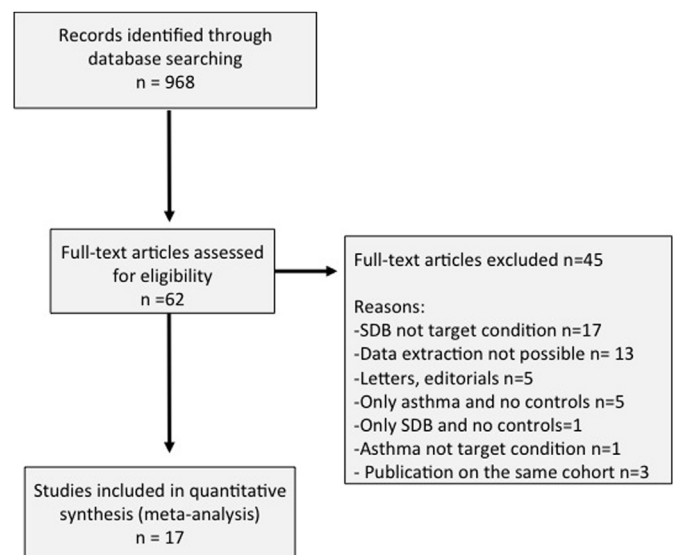 Records identified through
database searching
n = 968
Full-text articles assessed
for eligibility
n =62
Full-text articles excluded n=45
Reasons:
-SDB not target condition n=17
-Data extraction not possible n= 13
-Letters, editorials n=5
-Only asthma and no controls n=5
-Only SDB and no controls=1
-Asthma not target condition n=1
- Publication on the same cohort n=3
Studies included in quantitative
synthesis (meta-analysis)
n = 17